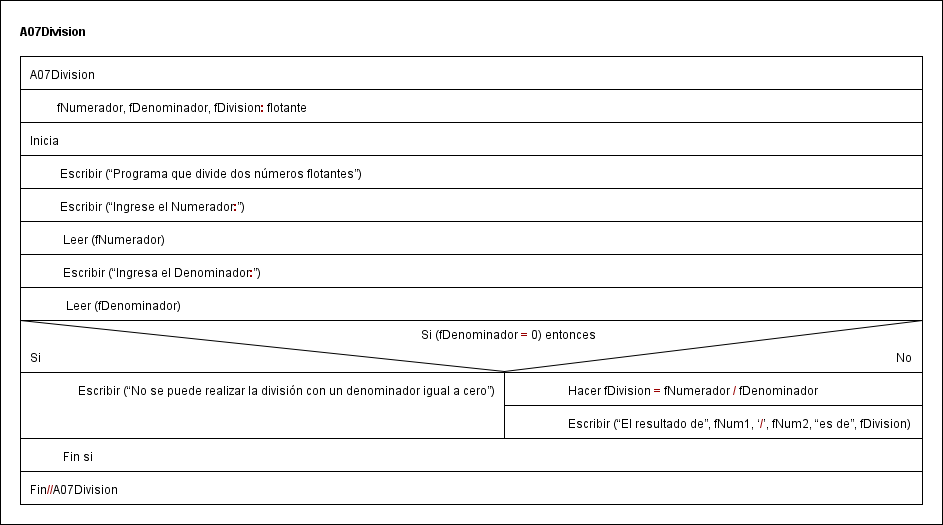 A07Division
A07Division
fNumerador, fDenominador, fDivision: flotante
Inicia
Escribir (“Programa que divide dos números flotantes”)
Escribir (“Ingrese el Numerador:”)
Leer (fNumerador)
Escribir (“Ingresa el Denominador:”)
Leer (fDenominador)
Si (fDenominador = 0) entonces
Si
No
Escribir (“No se puede realizar la división con un denominador igual a cero”)
Hacer fDivision = fNumerador / fDenominador
Escribir (“El resultado de”, fNum1, ‘/’, fNum2, “es de”, fDivision)
Fin si
Fin//A07Division